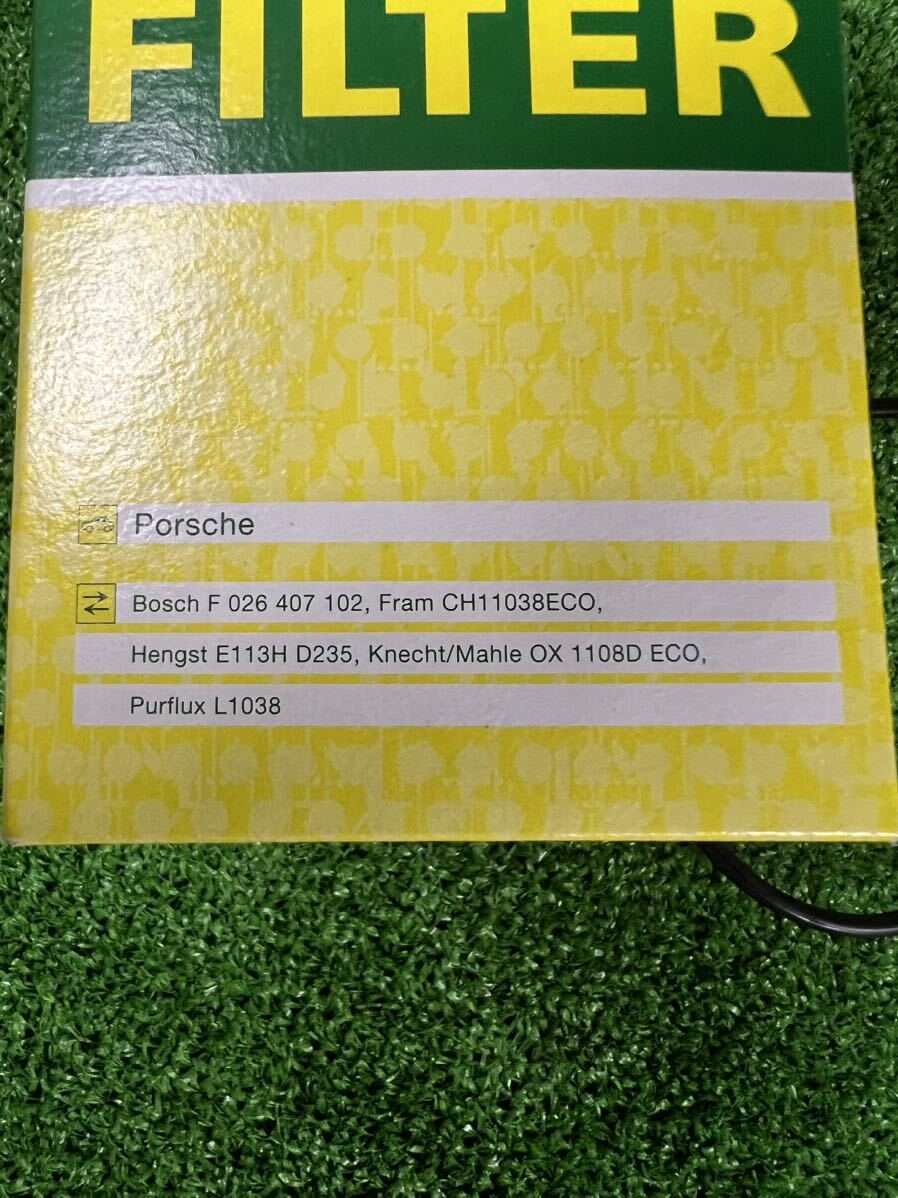 FILTER
Porsche
Bosch F 026 407 102, Fram CH11038ECO,
Hengst E113H D235, Knecht/Mahle OX 1108D ECO,
Purflux L1038